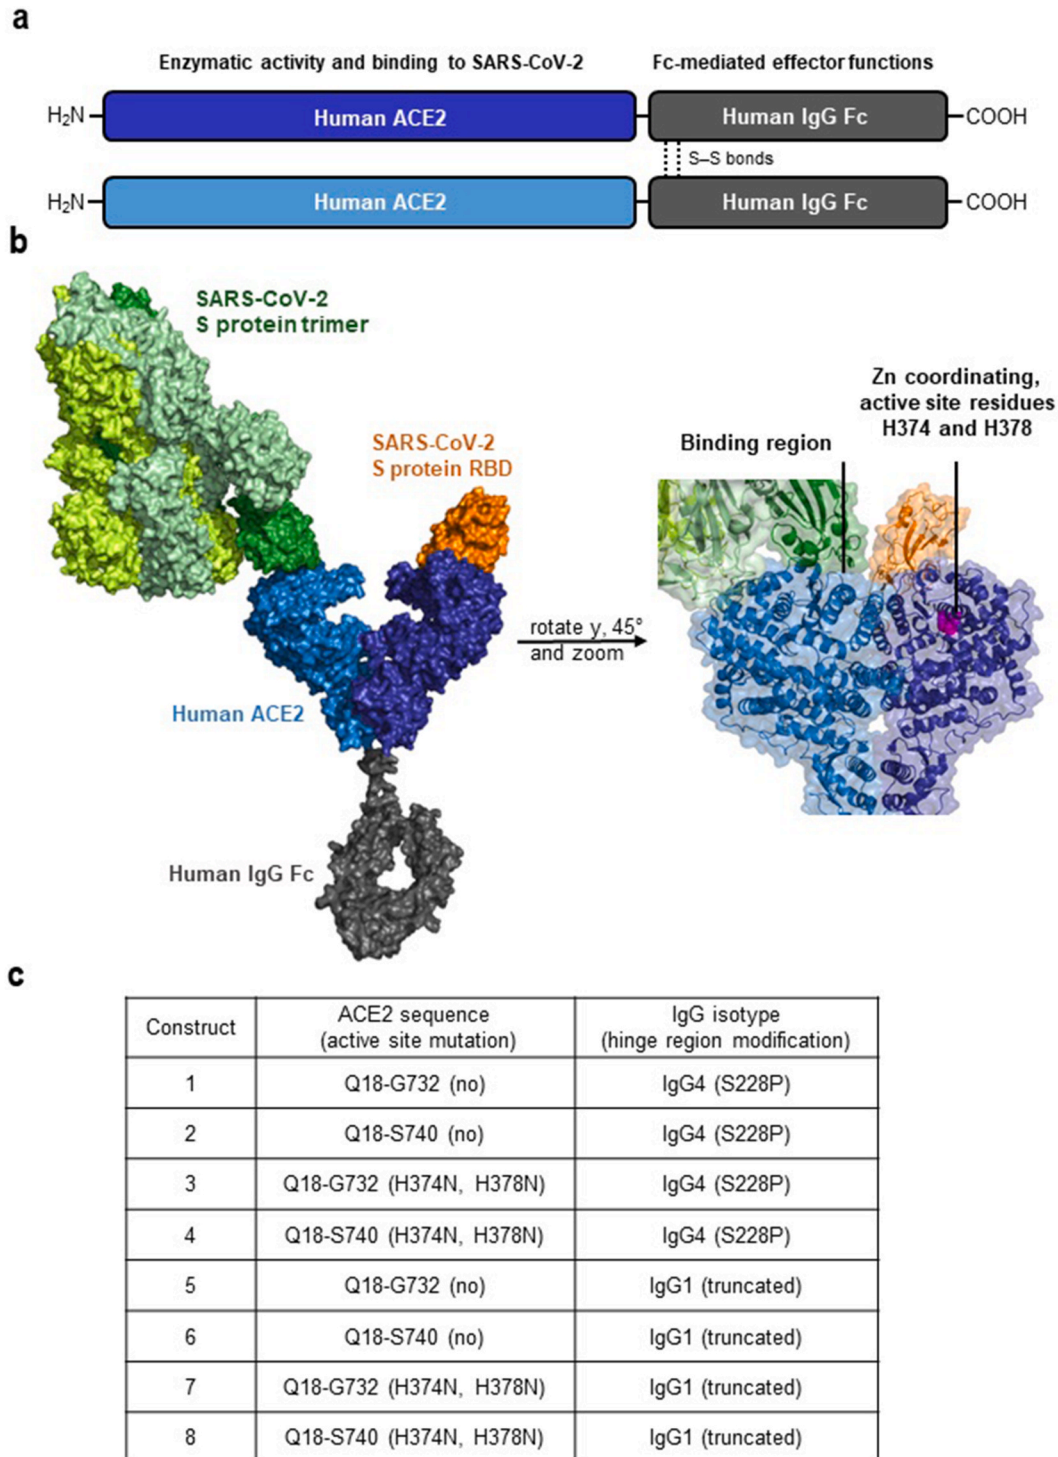 a
Enzymatic activity and binding to SARS-CoV-2
Fc-mediated effector functions
H₂N
Human ACE2
Human IgG Fc
COOH
S–S bonds
H₂N
Human ACE2
Human IgG Fc
COOH
b
SARS-CoV-2
S protein trimer
SARS-CoV-2
S protein RBD
Human ACE2
Human IgG Fc
rotate y, 45°
and zoom
Binding region
Zn coordinating,
active site residues
H374 and H378
c
Construct
ACE2 sequence
(active site mutation)
IgG isotype
(hinge region modification)
1
Q18-G732 (no)
IgG4 (S228P)
2
Q18-S740 (no)
IgG4 (S228P)
3
Q18-G732 (H374N, H378N)
IgG4 (S228P)
4
Q18-S740 (H374N, H378N)
IgG4 (S228P)
5
Q18-G732 (no)
IgG1 (truncated)
6
Q18-S740 (no)
IgG1 (truncated)
7
Q18-G732 (H374N, H378N)
IgG1 (truncated)
8
Q18-S740 (H374N, H378N)
IgG1 (truncated)